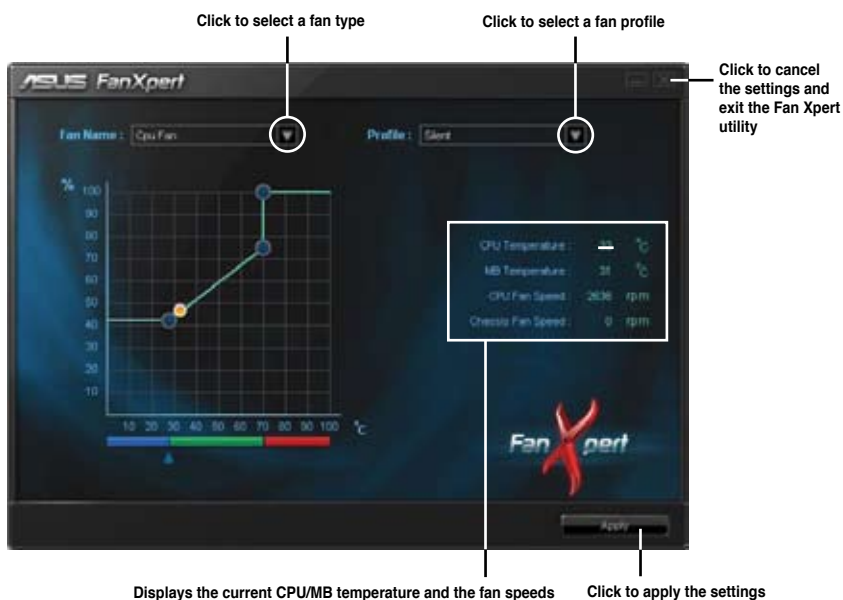 Click to select a fan type
Click to select a fan profile
Click to cancel
the settings and
exit the Fan Xpert
utility
ASUS FanXpert
Fan Name : Cpu Fan
Profile : Silent
%
100
90
80
70
60
50
40
30
20
10
10 20 30 40 50 60 70 80 90 100 °C
CPU Temperature : °C
MB Temperature : 31 °C
CPU Fan Speed : 2636 rpm
Chassis Fan Speed : 0 rpm
Fan Xpert
Apply
Displays the current CPU/MB temperature and the fan speeds
Click to apply the settings